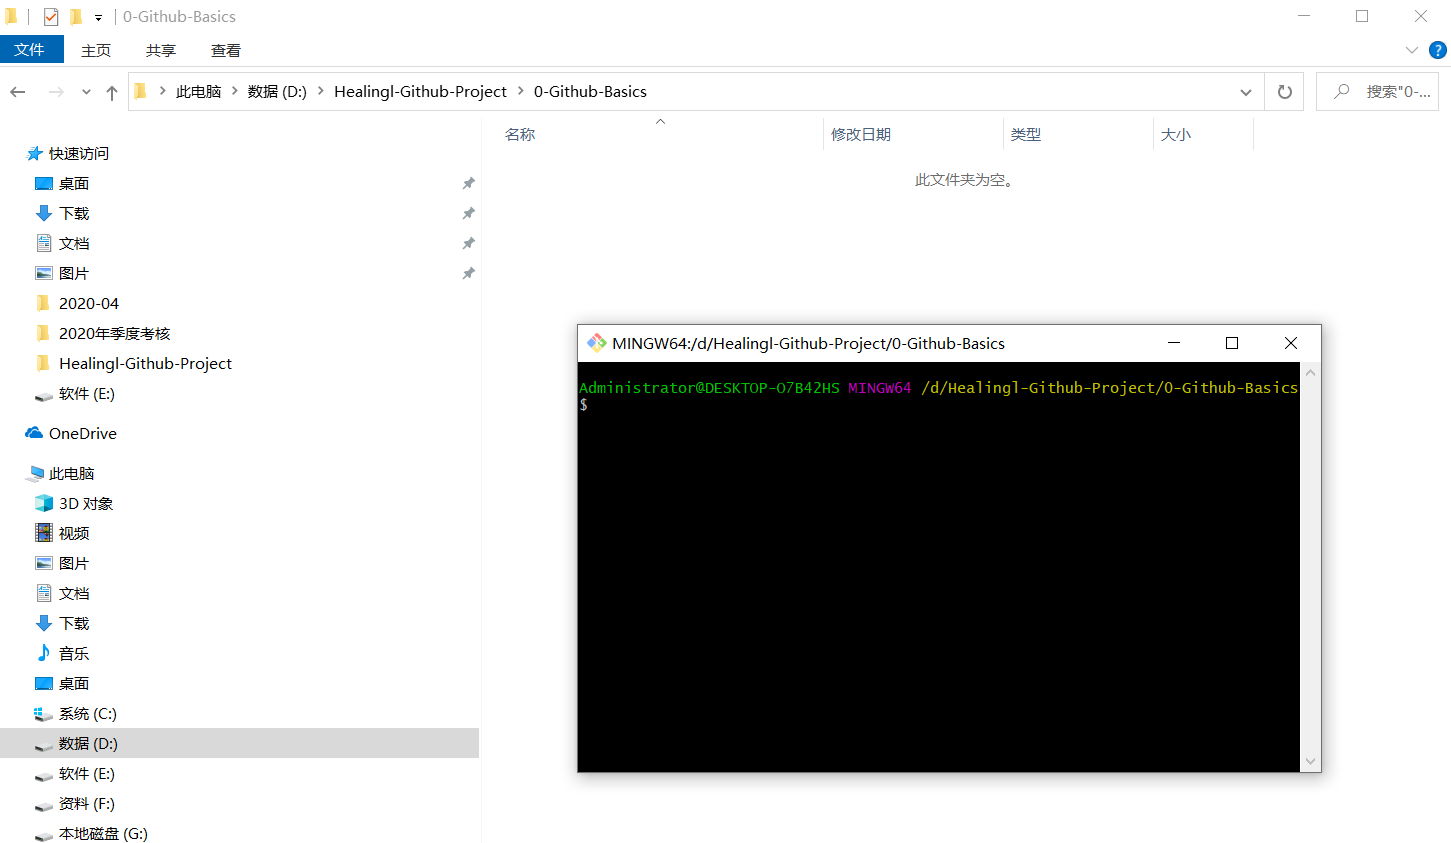 0-Github-Basics
文件 主页 共享 查看
此电脑 数据 (D:) Healingl-Github-Project 0-Github-Basics 搜索"0-...
名称 修改日期 类型 大小
此文件夹为空。
快速访问
桌面
下载
文档
图片
2020-04
2020年季度考核
Healingl-Github-Project
软件 (E:)
OneDrive
此电脑
3D 对象
视频
图片
文档
下载
音乐
桌面
系统 (C:)
数据 (D:)
软件 (E:)
资料 (F:)
本地磁盘 (G:)
MINGW64:/d/Healingl-Github-Project/0-Github-Basics
Administrator@DESKTOP-O7B42HS MINGW64 /d/Healingl-Github-Project/0-Github-Basics
$